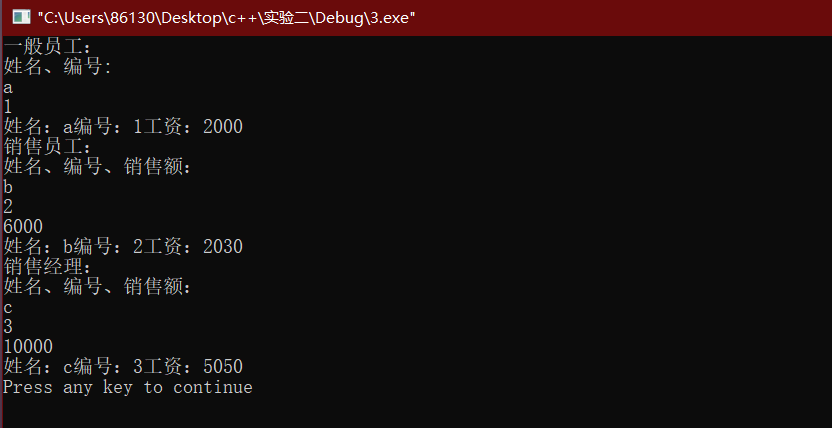 "C:\Users\86130\Desktop\c++\实验二\Debug\3.exe"
一般员工：
姓名、编号:
a
1
姓名：a编号：1工资：2000
销售员工：
姓名、编号、销售额：
b
2
6000
姓名：b编号：2工资：2030
销售经理：
姓名、编号、销售额：
c
3
10000
姓名：c编号：3工资：5050
Press any key to continue